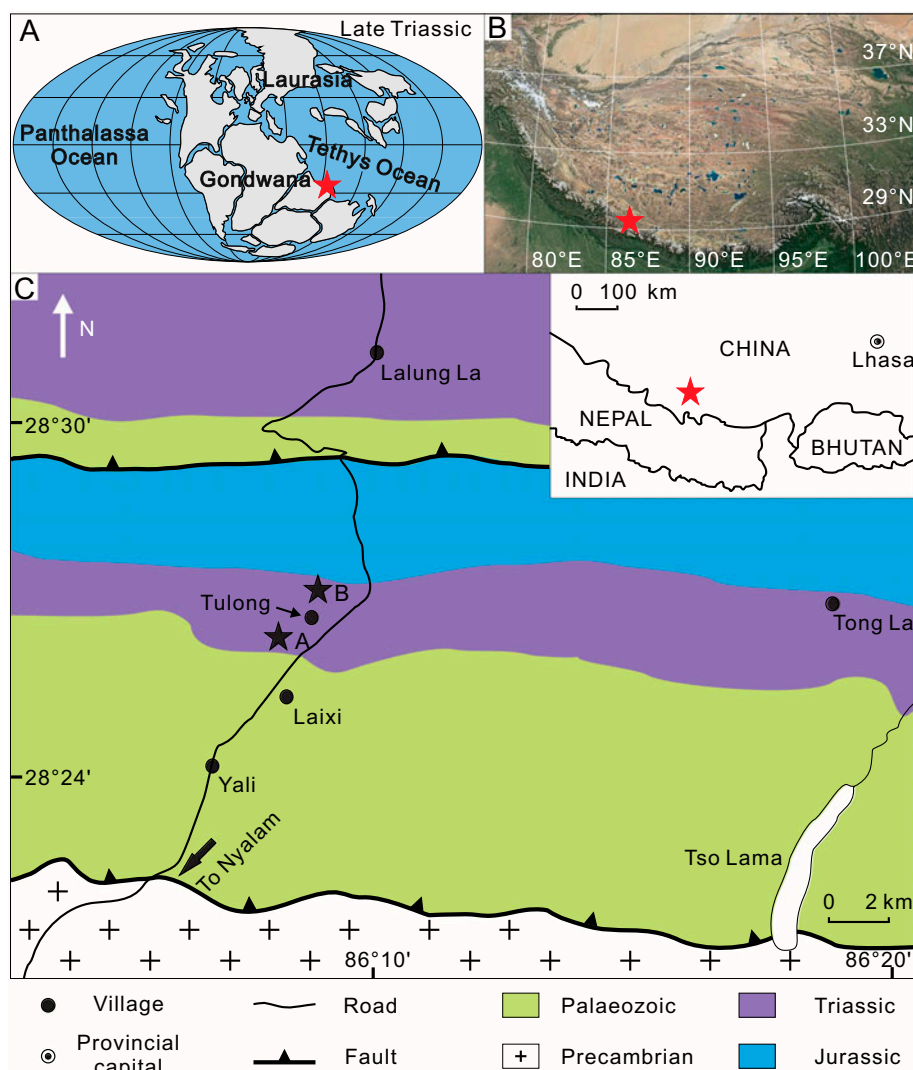 A
Late Triassic
Laurasia
Panthalassa
Ocean
Tethys Ocean
Gondwana
B
37°N
33°N
29°N
80°E
85°E
90°E
95°E
100°E
C
N
0 100 km
CHINA
Lhasa
NEPAL
BHUTAN
INDIA
Lalung La
28°30'
B
Tulong
A
Tong La
Laixi
28°24'
Yali
To Nyalam
Tso Lama
0 2 km
86°10'
86°20'
Village
Road
Palaeozoic
Triassic
Provincial
capital
Fault
Precambrian
Jurassic